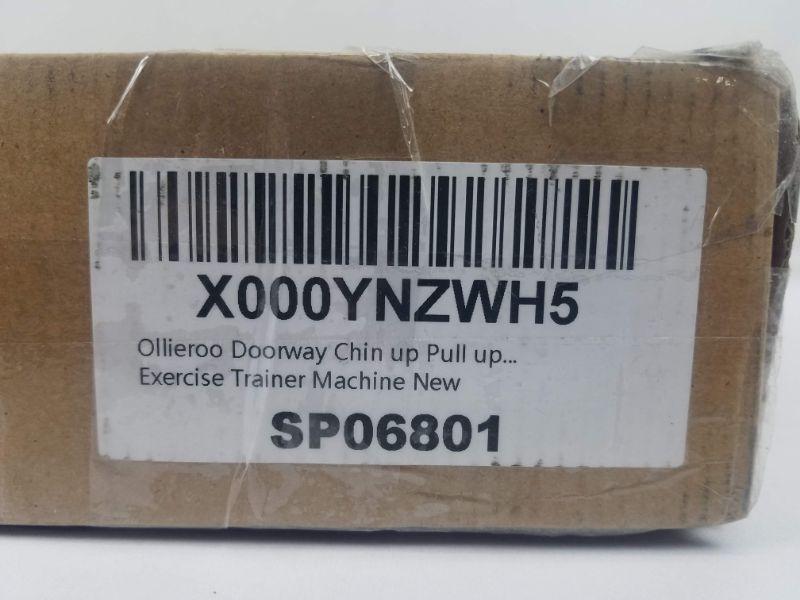 X000YNZWH5
Ollieroo Doorway Chin up Pull up...
Exercise Trainer Machine New
SP06801